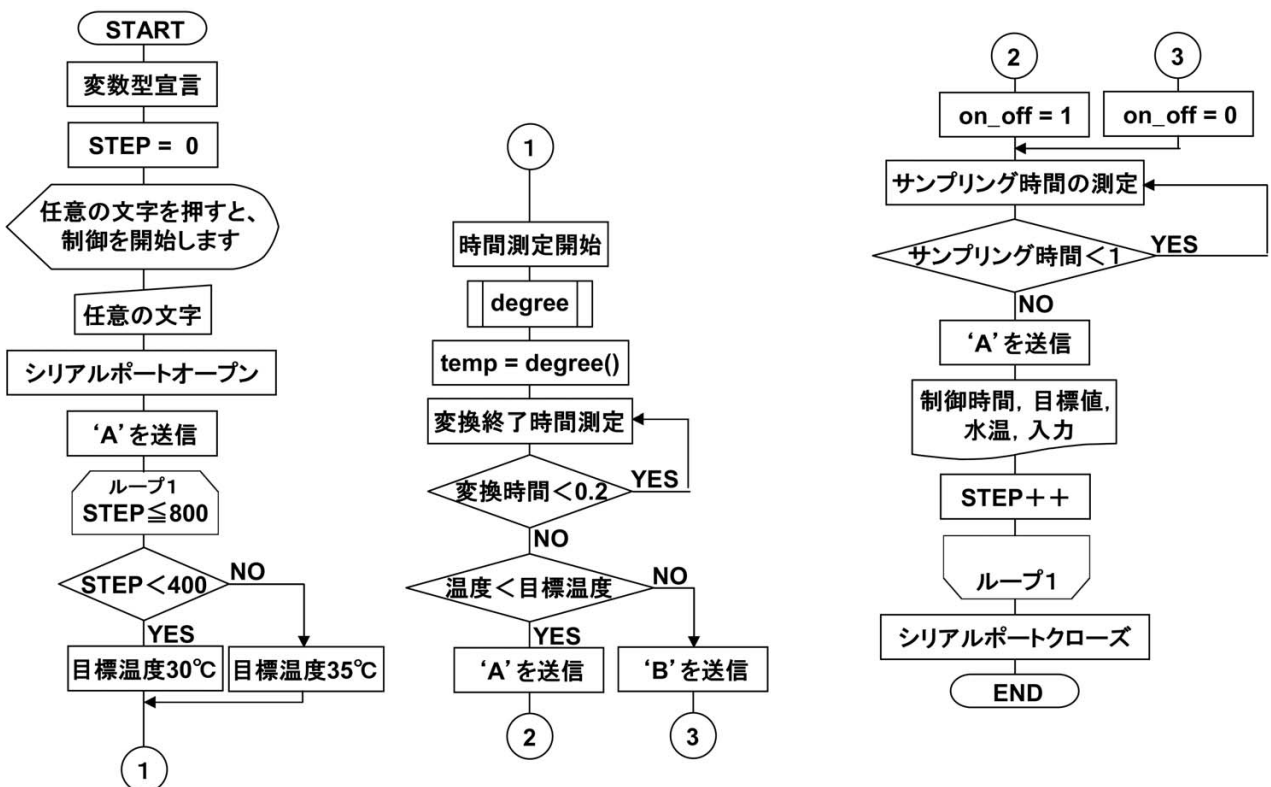 START
変数型宣言
STEP = 0
任意の文字を押すと、
制御を開始します
任意の文字
シリアルポートオープン
‘A’を送信
ループ1
STEP≦800
STEP＜400
NO
YES
目標温度30℃
目標温度35℃
1
1
時間測定開始
degree
temp = degree()
変換終了時間測定
変換時間＜0.2
YES
NO
温度＜目標温度
NO
YES
‘A’を送信
‘B’を送信
2
3
2
3
on_off = 1
on_off = 0
サンプリング時間の測定
サンプリング時間＜1
YES
NO
‘A’を送信
制御時間, 目標値,
水温, 入力
STEP＋＋
ループ1
シリアルポートクローズ
END